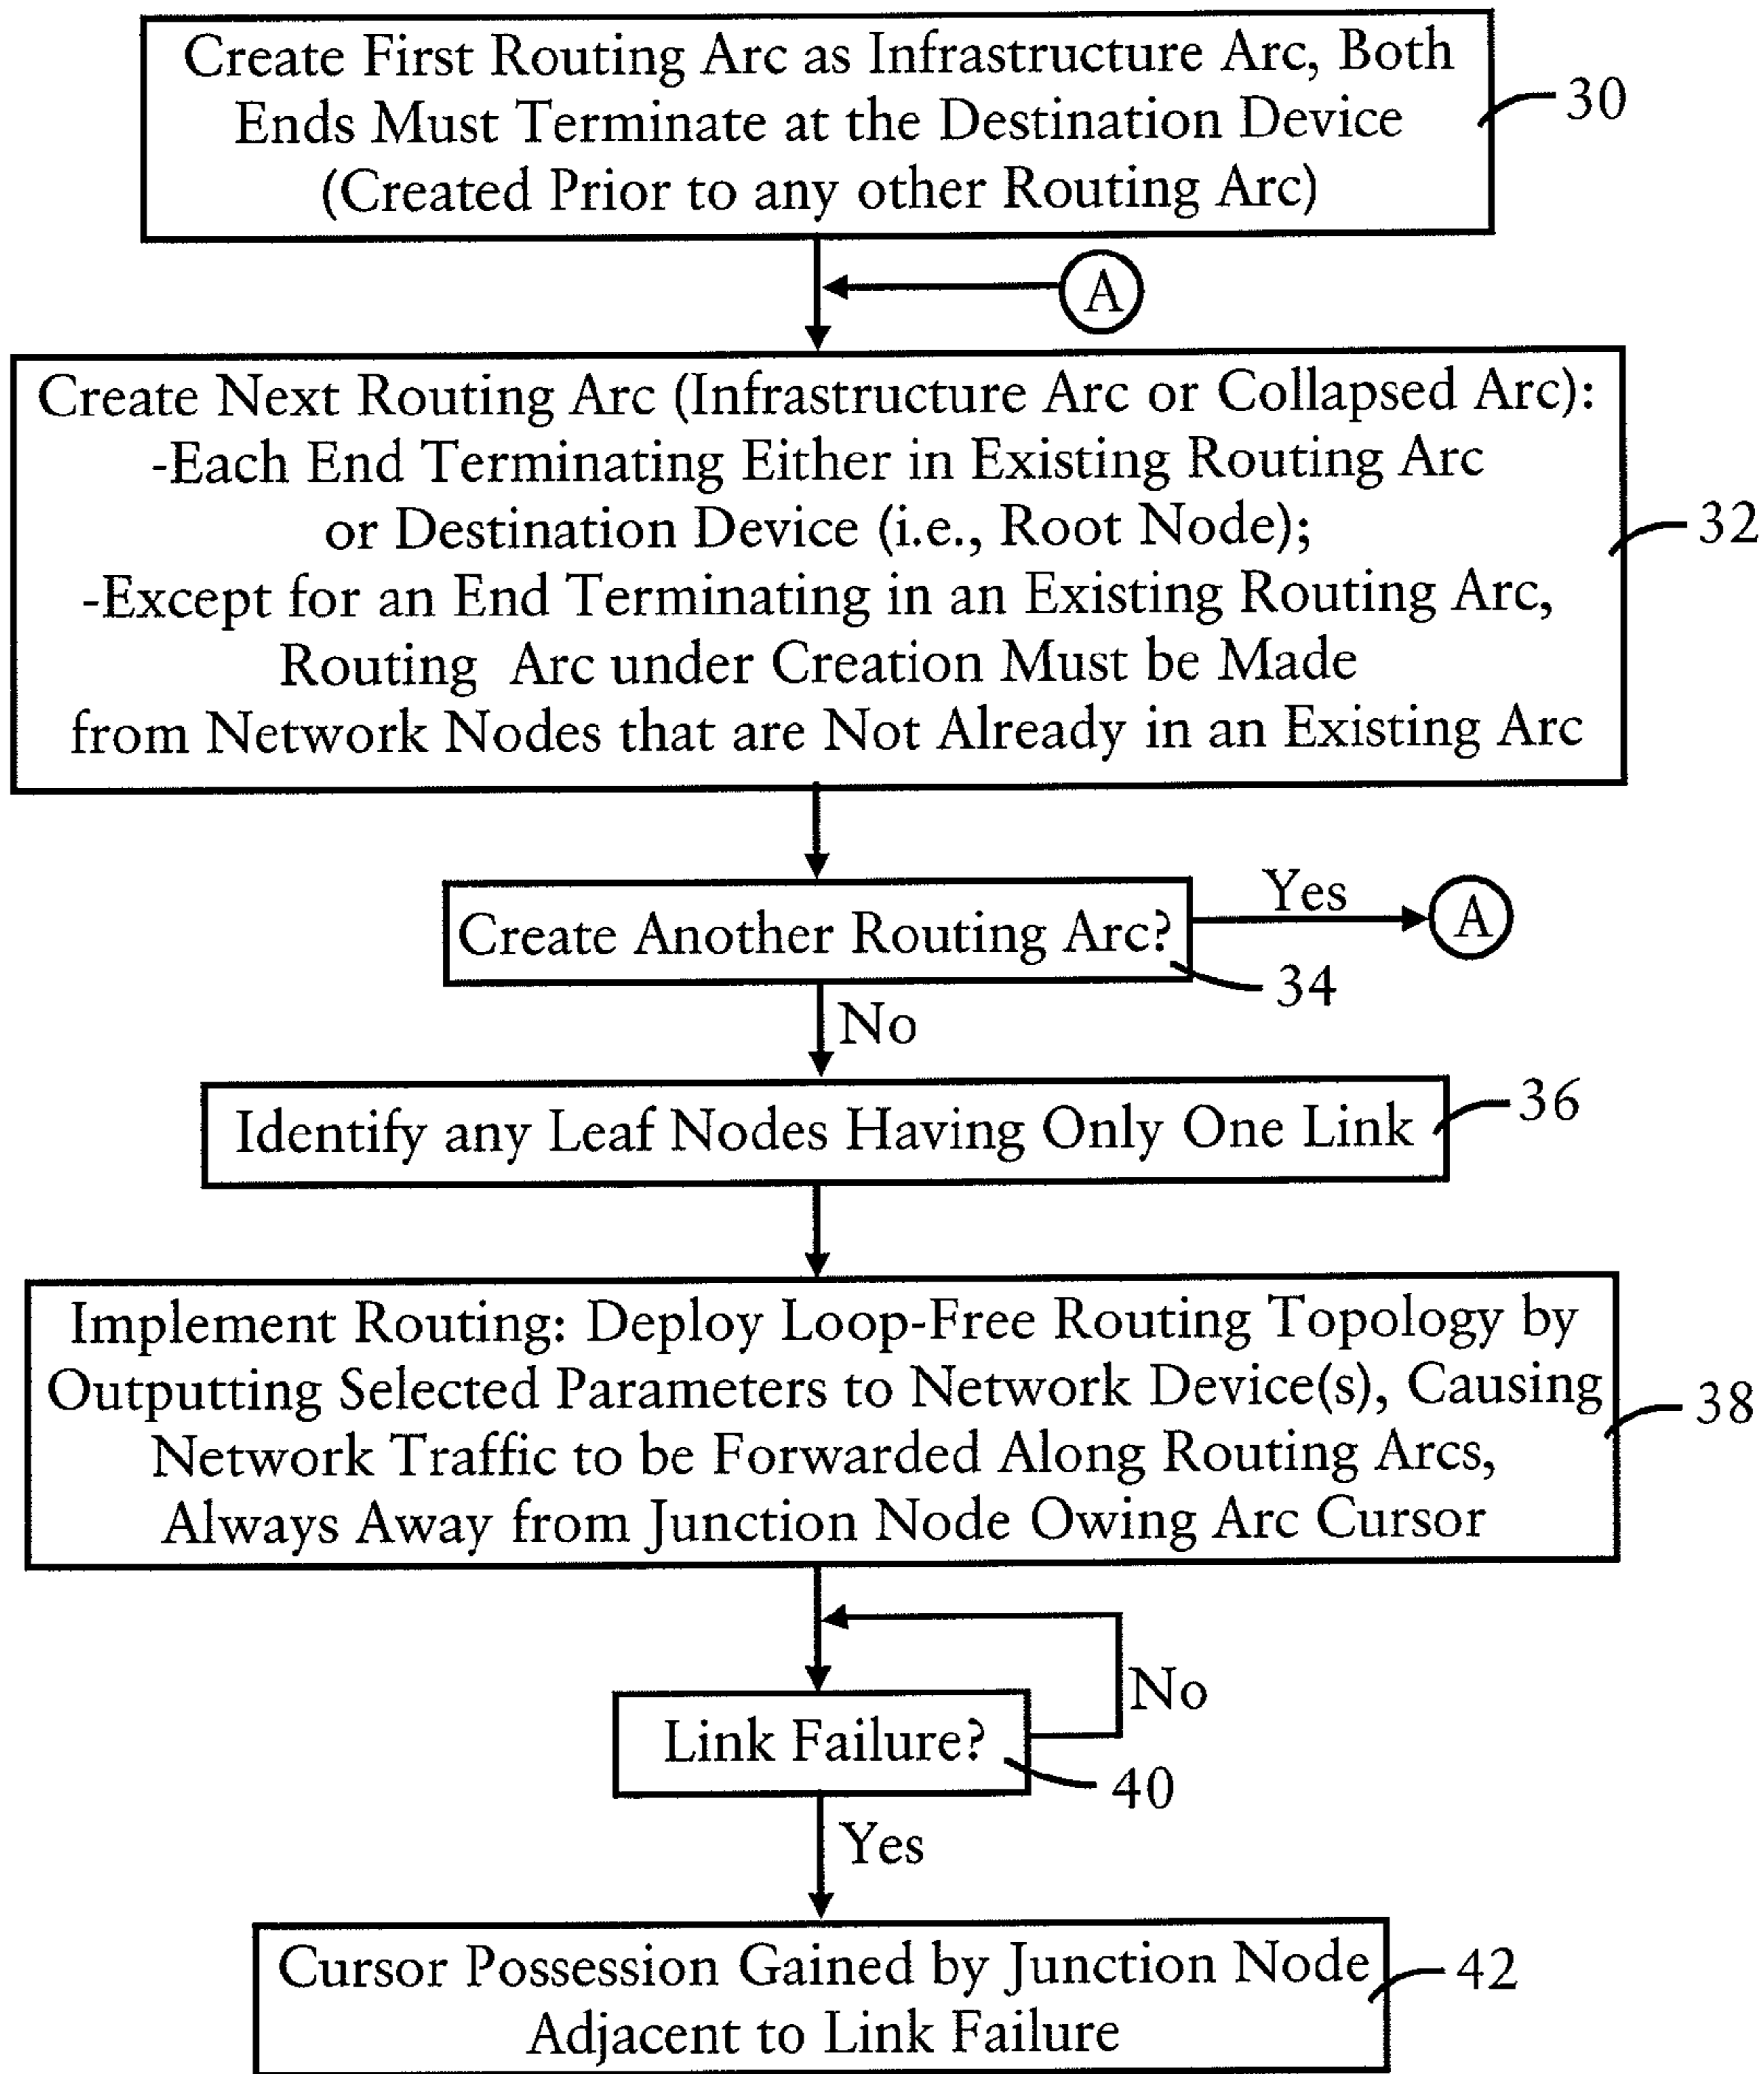 Create First Routing Arc as Infrastructure Arc, Both
Ends Must Terminate at the Destination Device
(Created Prior to any other Routing Arc)
30
A
Create Next Routing Arc (Infrastructure Arc or Collapsed Arc):
-Each End Terminating Either in Existing Routing Arc
or Destination Device (i.e., Root Node);
-Except for an End Terminating in an Existing Routing Arc,
Routing Arc under Creation Must be Made
from Network Nodes that are Not Already in an Existing Arc
32
Create Another Routing Arc?
Yes
A
34
No
Identify any Leaf Nodes Having Only One Link
36
Implement Routing: Deploy Loop-Free Routing Topology by
Outputting Selected Parameters to Network Device(s), Causing
Network Traffic to be Forwarded Along Routing Arcs,
Always Away from Junction Node Owing Arc Cursor
38
Link Failure?
No
40
Yes
Cursor Possession Gained by Junction Node
Adjacent to Link Failure
42